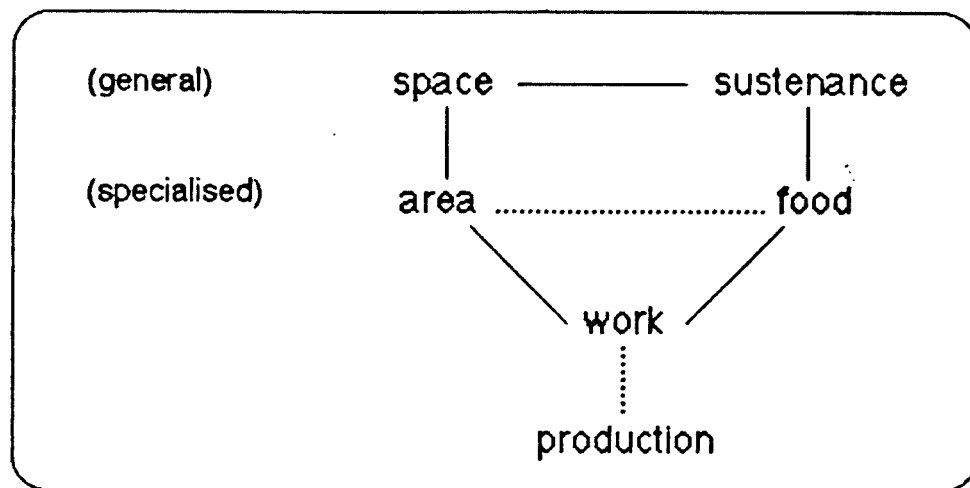 (general) space sustenance
(specialised) area food
work
production